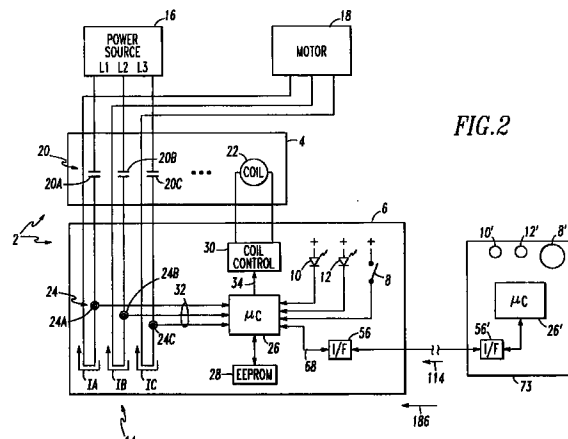 16
18
POWER SOURCE
L1 L2 L3
MOTOR
FIG.2
4
20
20A
20B
20C
22
COIL
2
6
10' 12' 8'
30
COIL CONTROL
10
12
8
34
24
24A
24B
24C
32
μC
26
μC
26'
56
I/F
56'
I/F
68
28
EEPROM
IA IB IC
114
73
186